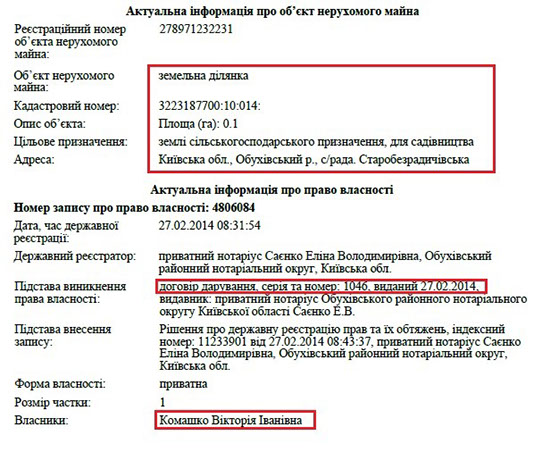 Актуальна інформація про об’єкт нерухомого майна
Реєстраційний номер об’єкта нерухомого майна: 278971232231
Об’єкт нерухомого майна: земельна ділянка
Кадастровий номер: 3223187700:10:014:
Опис об’єкта: Площа (га): 0.1
Цільове призначення: землі сільськогосподарського призначення, для садівництва
Адреса: Київська обл., Обухівський р., с/рада. Старобезрадичівська
Актуальна інформація про право власності
Номер запису про право власності: 4806084
Дата, час державної реєстрації: 27.02.2014 08:31:54
Державний реєстратор: приватний нотаріус Саєнко Еліна Володимирівна, Обухівський
районний нотаріальний округ, Київська обл.
Підстава виникнення права власності: договір дарування, серія та номер: 1046, виданий 27.02.2014,
видавник: приватний нотаріус Обухівського районного нотаріального
округу Київської області Саєнко Е.В.
Підстава внесення запису: Рішення про державну реєстрацію прав та їх обтяжень, індексний
номер: 11233901 від 27.02.2014 08:43:37, приватний нотаріус Саєнко
Еліна Володимирівна, Обухівський районний нотаріальний округ,
Київська обл.
Форма власності: приватна
Розмір частки: 1
Власники: Комашко Вікторія Іванівна